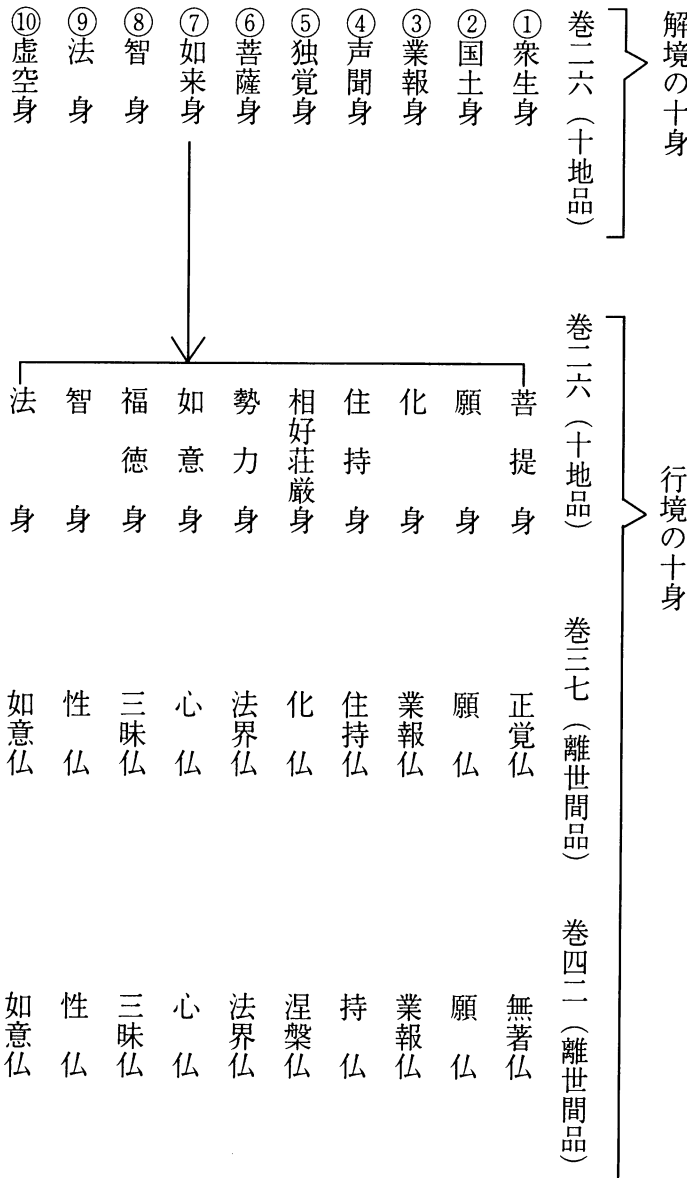 解境の十身
巻二六（十地品）
①衆生身
②国土身
③業報身
④声聞身
⑤独覚身
⑥菩薩身
⑦如来身
⑧智身
⑨法身
⑩虚空身
行境の十身
巻二六（十地品）
菩提身
願身
化身
住持身
相好荘厳身
勢力身
如意身
福徳身
智身
法身
巻三七（離世間品）
正覚仏
願仏
業報仏
住持仏
化仏
法界仏
心仏
三昧仏
性仏
如意仏
巻四二（離世間品）
無著仏
願仏
業報仏
持仏
涅槃仏
法界仏
心仏
三昧仏
性仏
如意仏